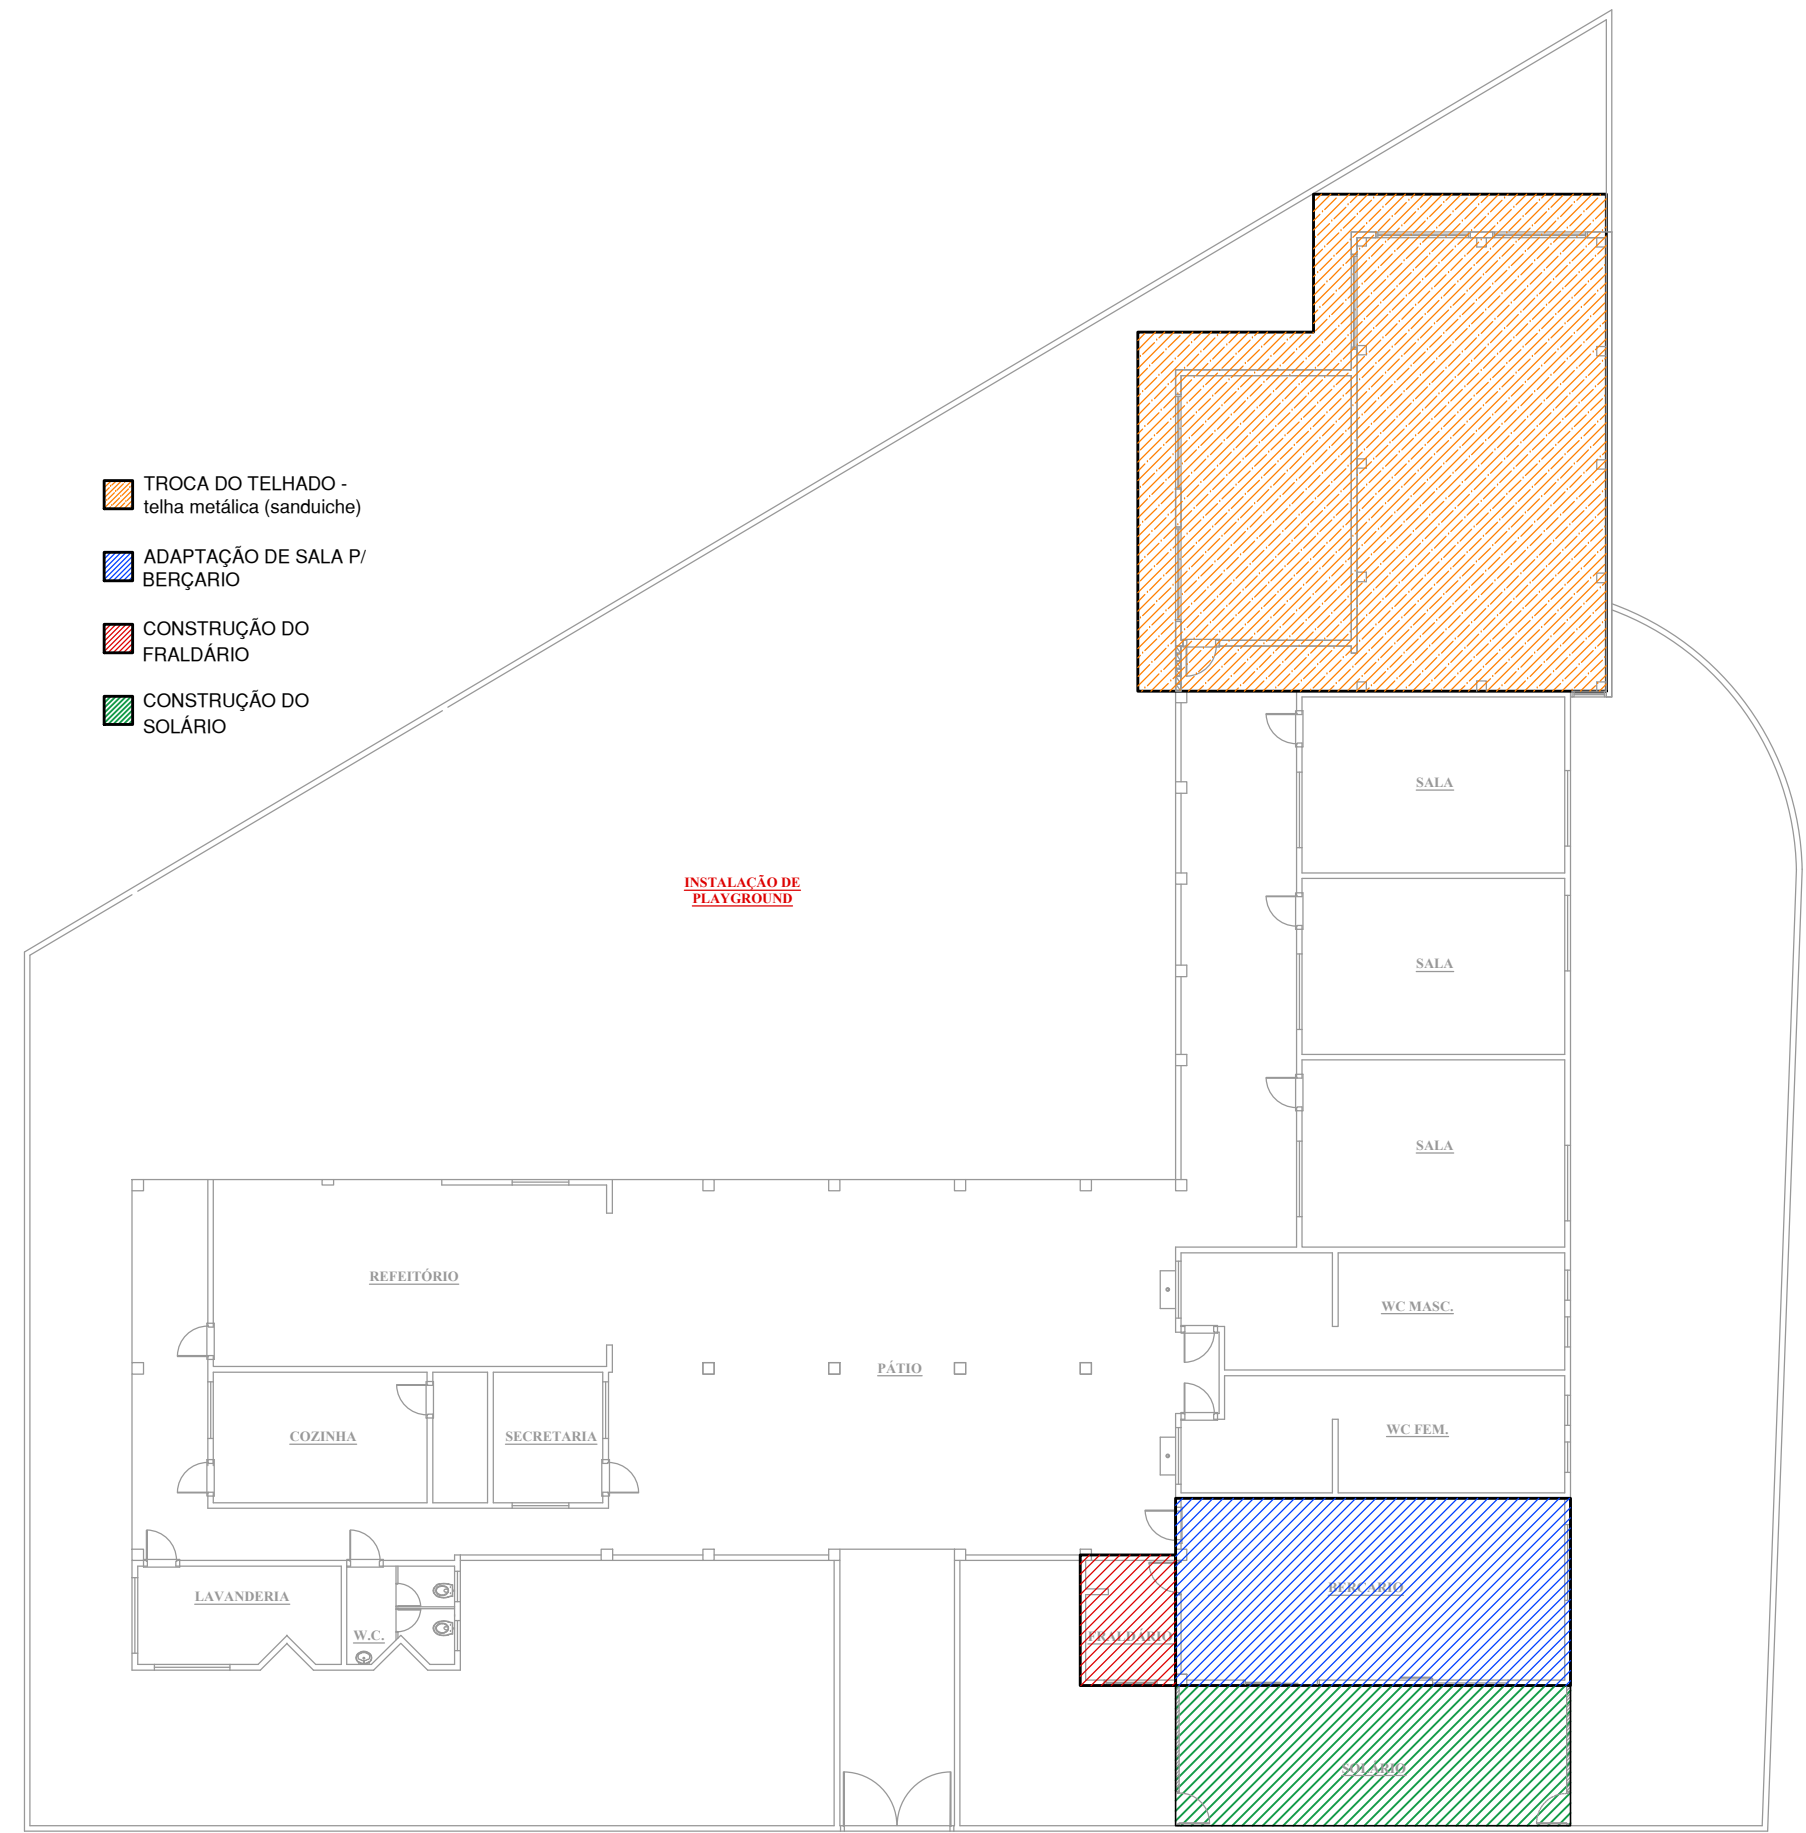 TROCA DO TELHADO -
telha metálica (sanduiche)
ADAPTAÇÃO DE SALA P/
BERÇARIO
CONSTRUÇÃO DO
FRALDÁRIO
CONSTRUÇÃO DO
SOLÁRIO
SALA
INSTALAÇÃO DE
PLAYGROUND
SALA
SALA
REFEITÓRIO
WC MASC.
PÁTIO
COZINHA
SECRETARIA
WC FEM.
LAVANDERIA
BERÇARIO
W.C.
FRALDÁRIO
SOLÁRIO